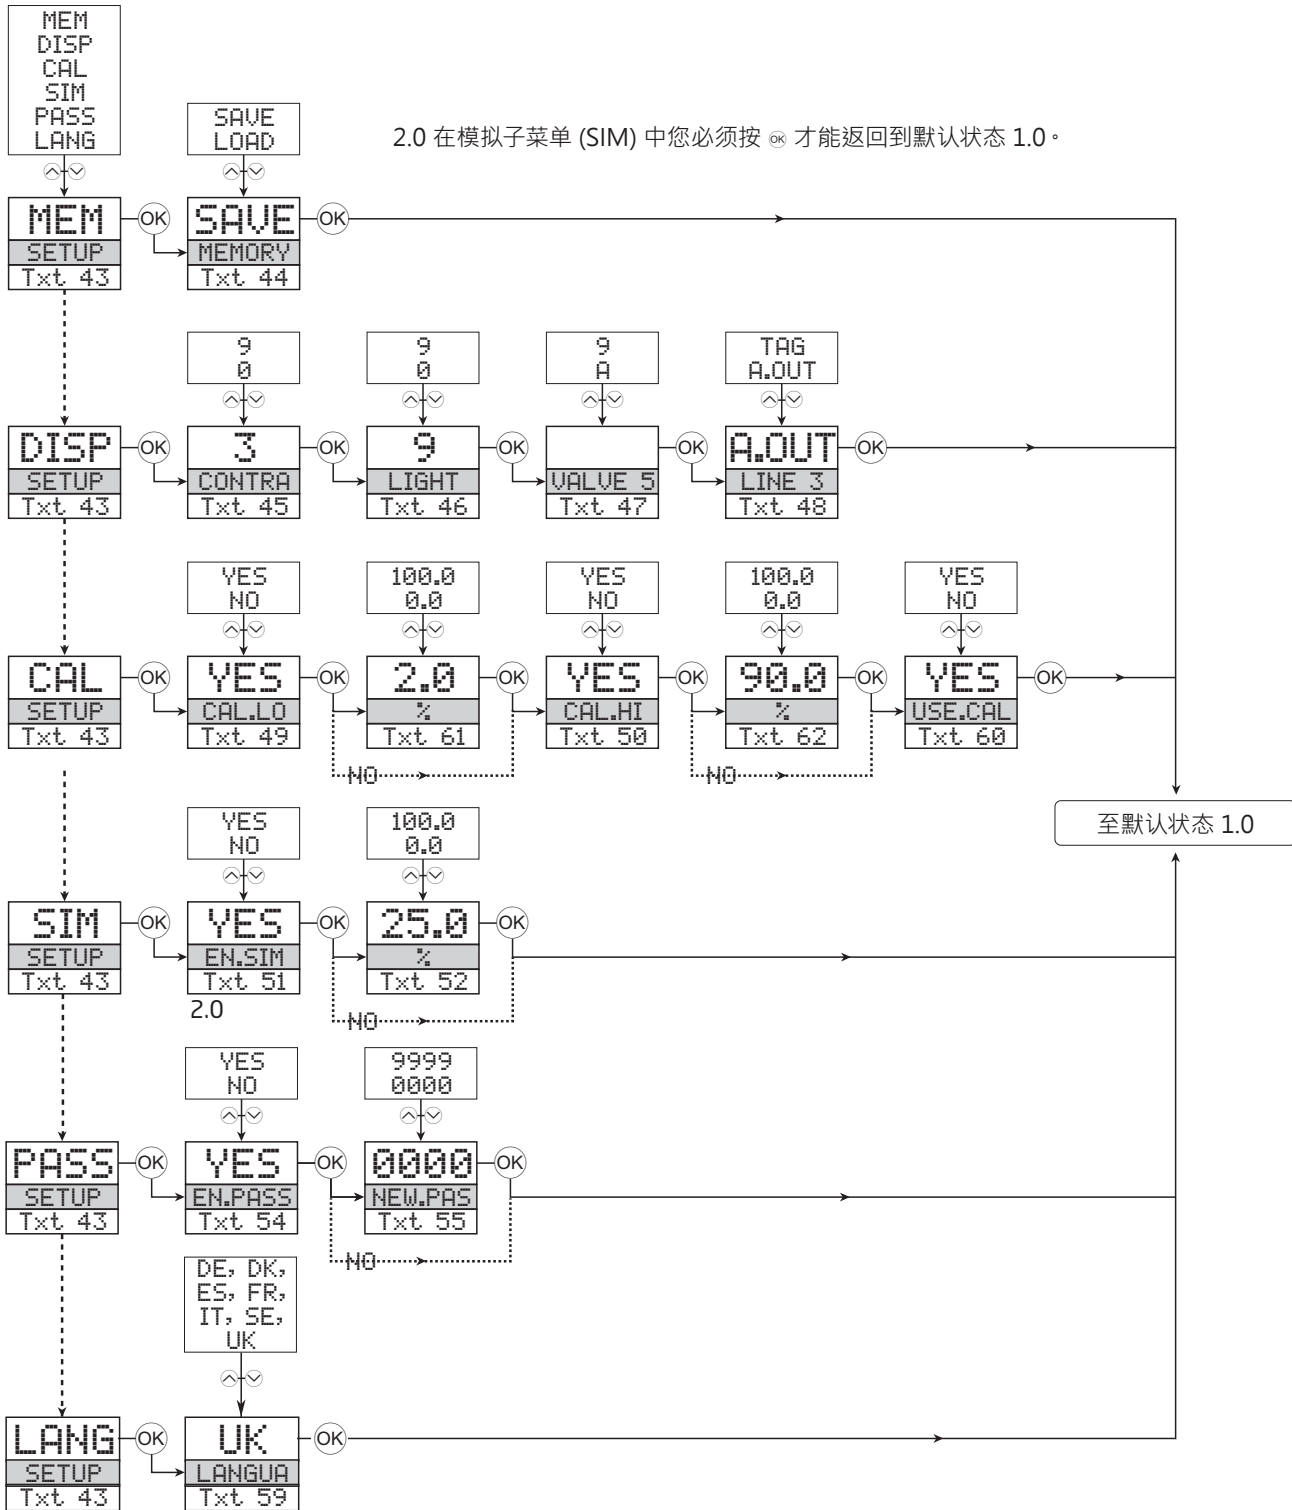 MEM
DISP
CAL
SIM
PASS
LANG
SAVE
LOAD
2.0 在模拟子菜单 (SIM) 中您必须按 OK 才能返回到默认状态 1.0。
MEM OK SAVE OK
SETUP MEMORY
Txt 43 Txt 44
9 9 9 TAG
0 0 A A.OUT
DISP OK 3 OK 9 OK OK A.OUT OK
SETUP CONTRA LIGHT VALVE 5 LINE 3
Txt 43 Txt 45 Txt 46 Txt 47 Txt 48
YES 100.0 YES 100.0 YES
NO 0.0 NO 0.0 NO
CAL OK YES OK 2.0 OK YES OK 90.0 OK YES OK
SETUP CAL.LO % CAL.HI % USE.CAL
Txt 43 Txt 49 Txt 61 Txt 50 Txt 62 Txt 60
NO NO
至默认状态 1.0
YES 100.0
NO 0.0
SIM OK YES OK 25.0 OK
SETUP EN.SIM %
Txt 43 Txt 51 Txt 52
2.0
NO
YES 9999
NO 0000
PASS OK YES OK 0000 OK
SETUP EN.PASS NEW.PAS
Txt 43 Txt 54 Txt 55
NO
DE, DK,
ES, FR,
IT, SE,
UK
LANG OK UK OK
SETUP LANGUA
Txt 43 Txt 59